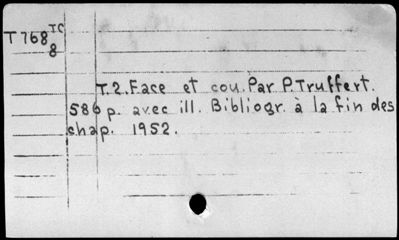 T768 TC
8
T.2. Face et cou. Par P. Truffert.
586 p. avec ill. Bibliogr. à la fin des
chap. 1952.